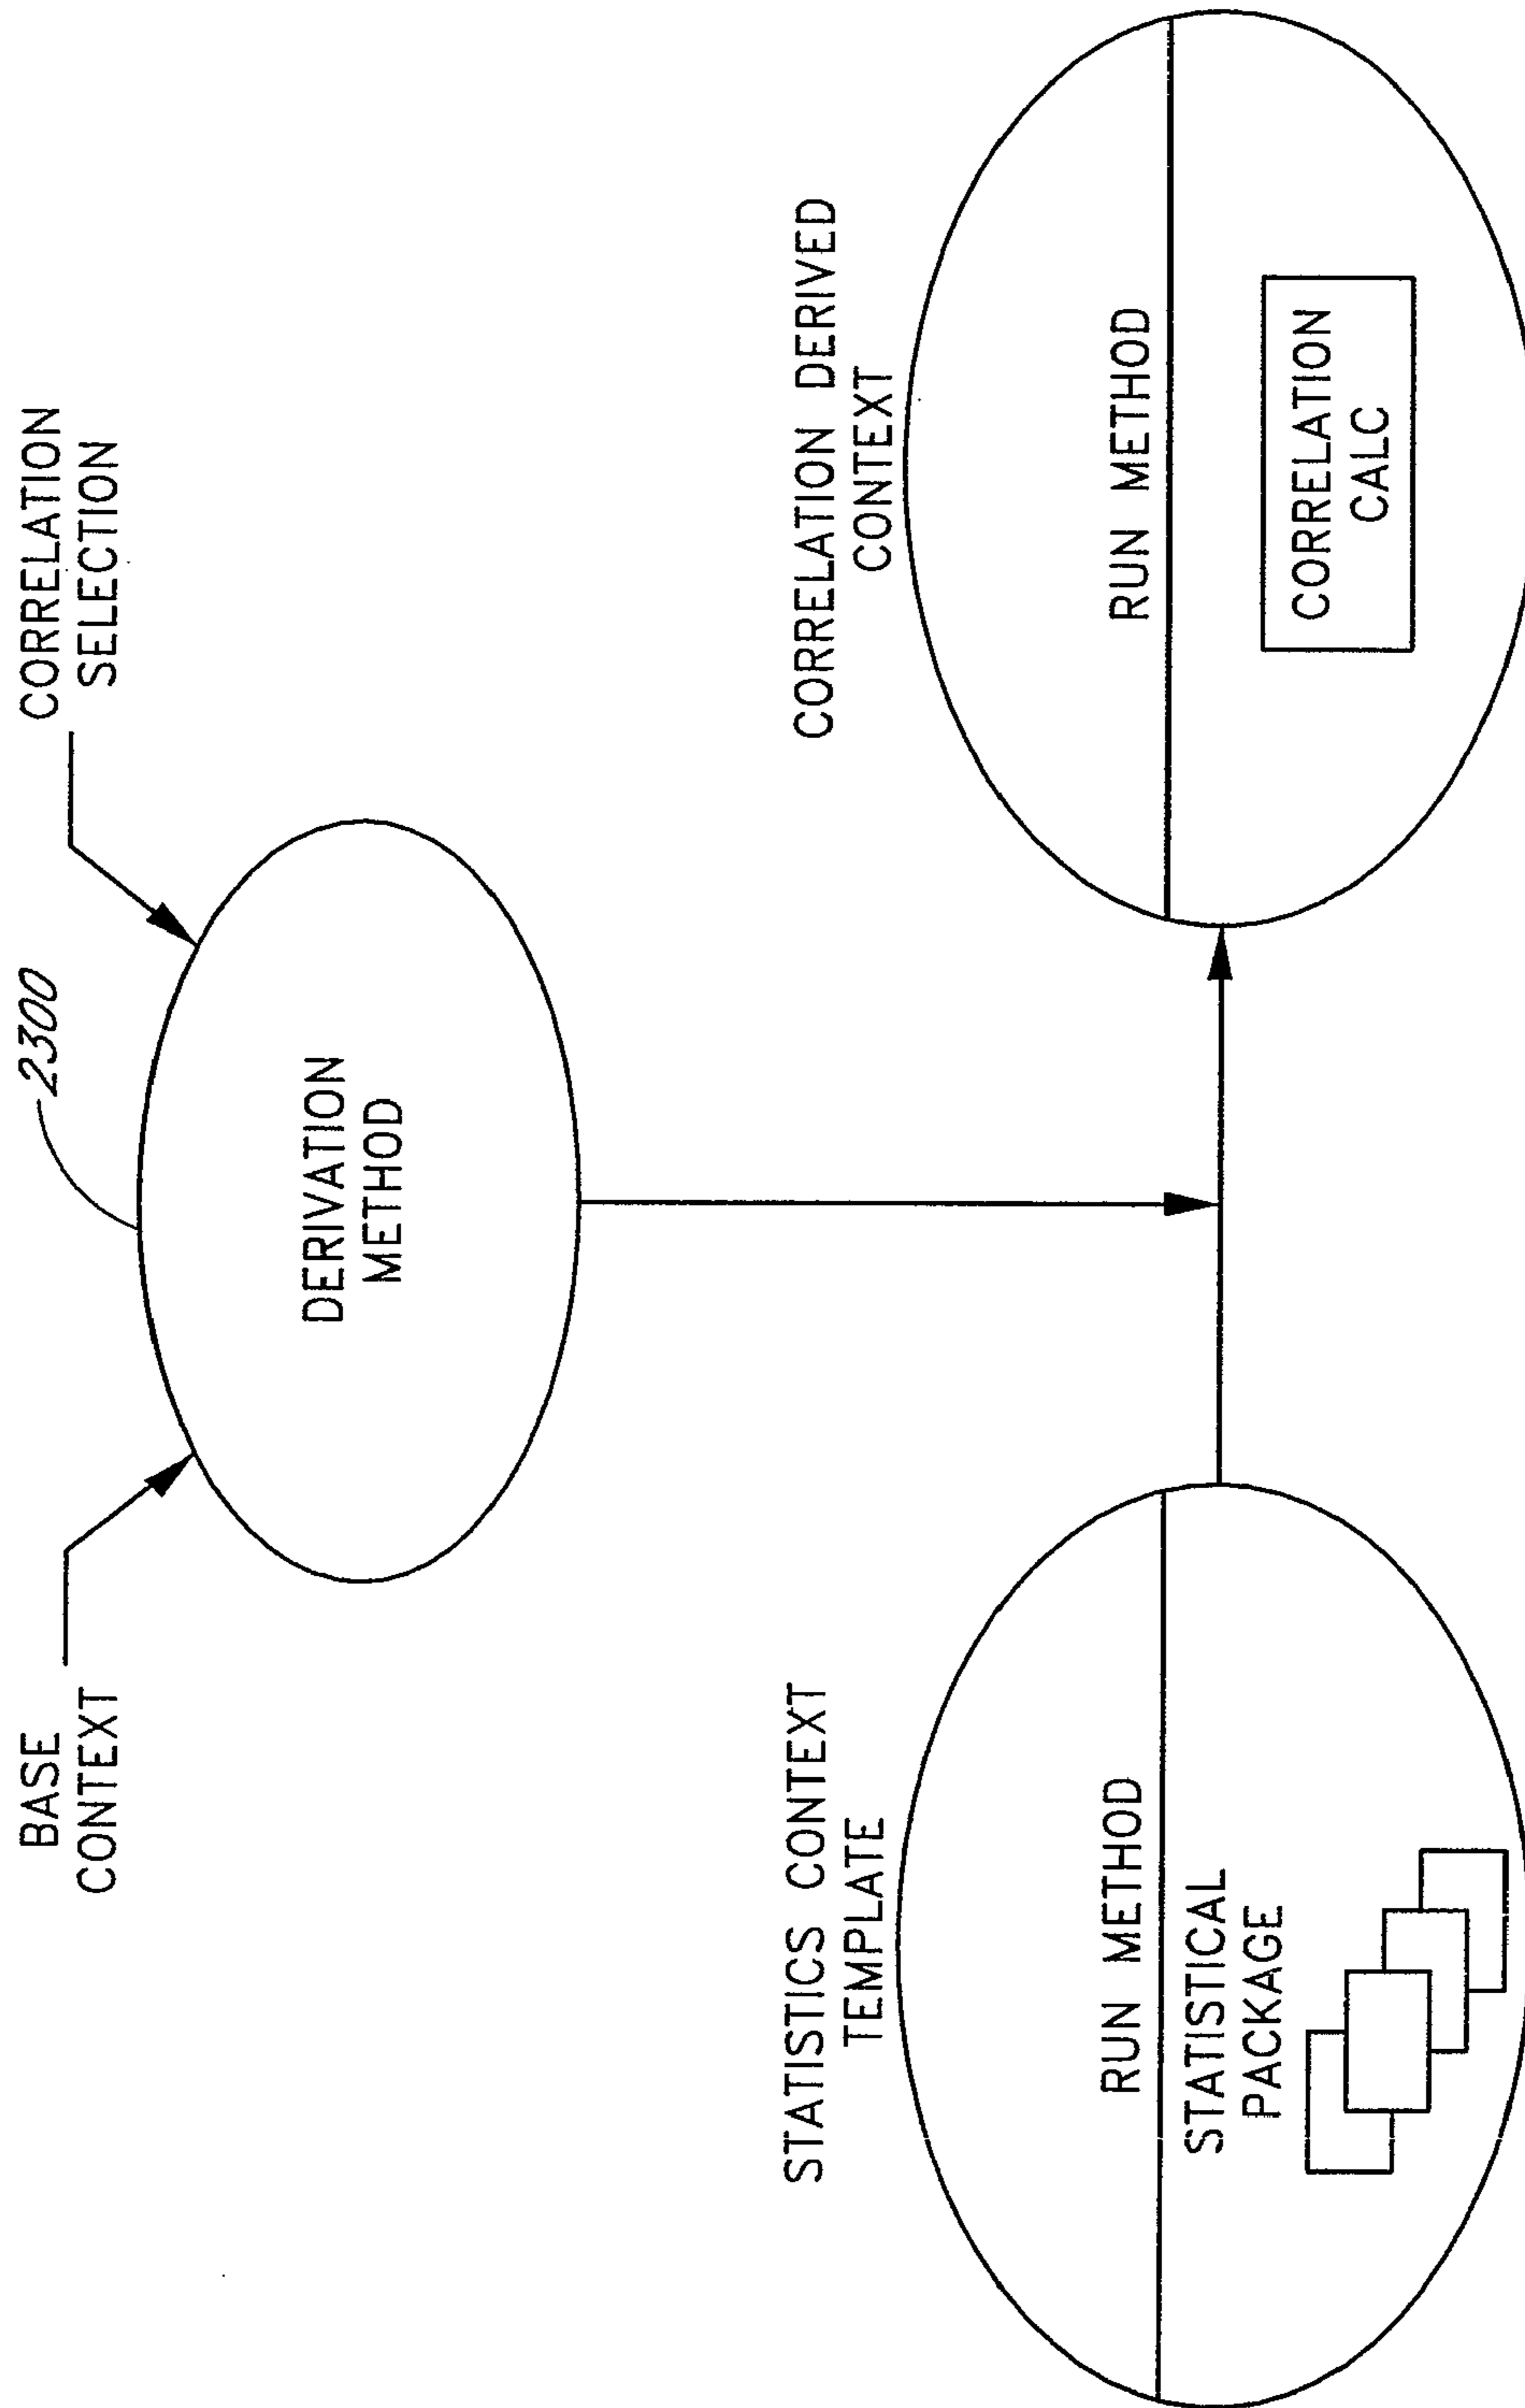 BASE
CONTEXT
2300
CORRELATION
SELECTION
DERIVATION
METHOD
STATISTICS CONTEXT
TEMPLATE
RUN METHOD
STATISTICAL
PACKAGE
CORRELATION DERIVED
CONTEXT
RUN METHOD
CORRELATION
CALC